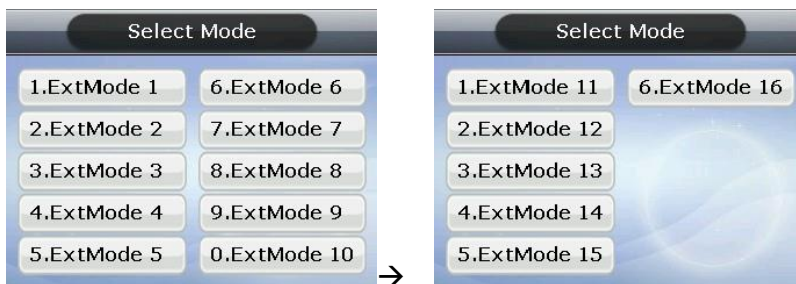 Select Mode
1.ExtMode 1
2.ExtMode 2
3.ExtMode 3
4.ExtMode 4
5.ExtMode 5
6.ExtMode 6
7.ExtMode 7
8.ExtMode 8
9.ExtMode 9
0.ExtMode 10
→
Select Mode
1.ExtMode 11
2.ExtMode 12
3.ExtMode 13
4.ExtMode 14
5.ExtMode 15
6.ExtMode 16